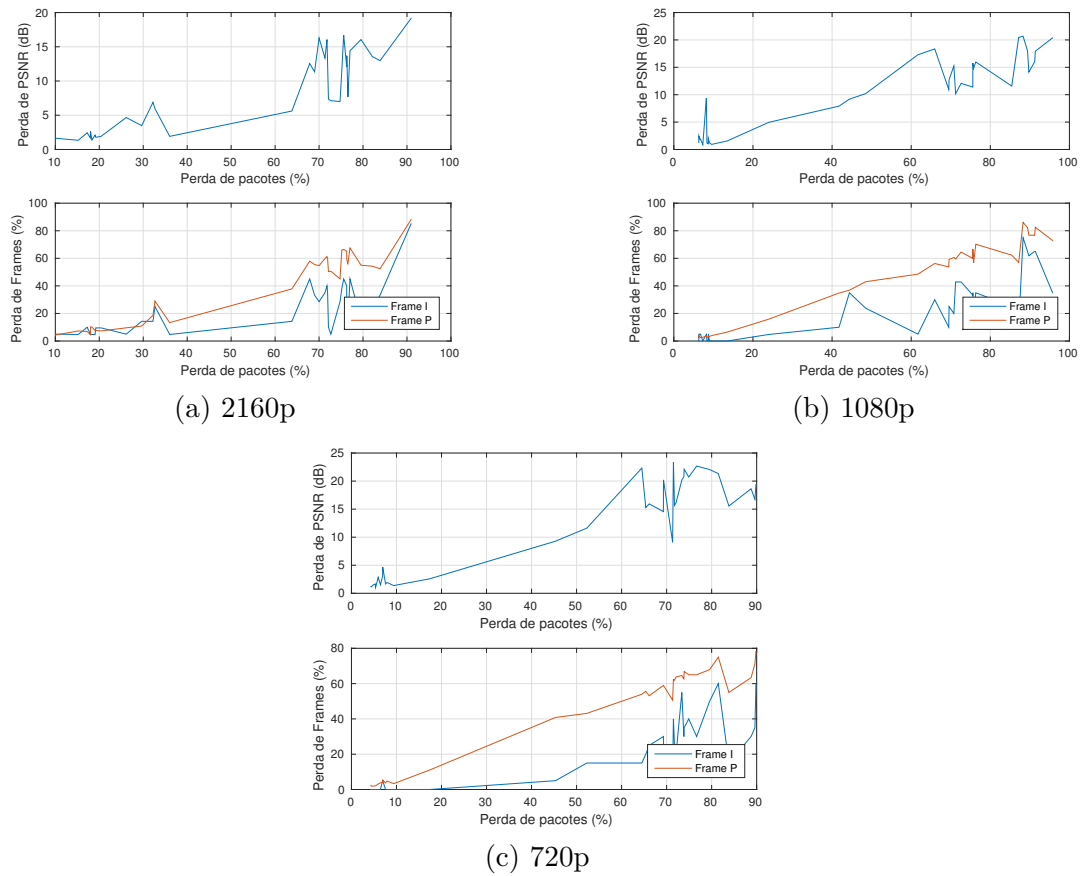 20
15
10
5
0
Perda de PSNR (dB)
10 20 30 40 50 60 70 80 90 100
Perda de pacotes (%)
100
80
60
40
20
0
Perda de Frames (%)
Frame I
Frame P
10 20 30 40 50 60 70 80 90 100
Perda de pacotes (%)
(a) 2160p
25
20
15
10
5
0
Perda de PSNR (dB)
0 20 40 60 80 100
Perda de pacotes (%)
100
80
60
40
20
0
Perda de Frames (%)
Frame I
Frame P
0 20 40 60 80 100
Perda de pacotes (%)
(b) 1080p
25
20
15
10
5
0
Perda de PSNR (dB)
0 10 20 30 40 50 60 70 80 90
Perda de pacotes (%)
80
60
40
20
0
Perda de Frames (%)
Frame I
Frame P
0 10 20 30 40 50 60 70 80 90
Perda de pacotes (%)
(c) 720p